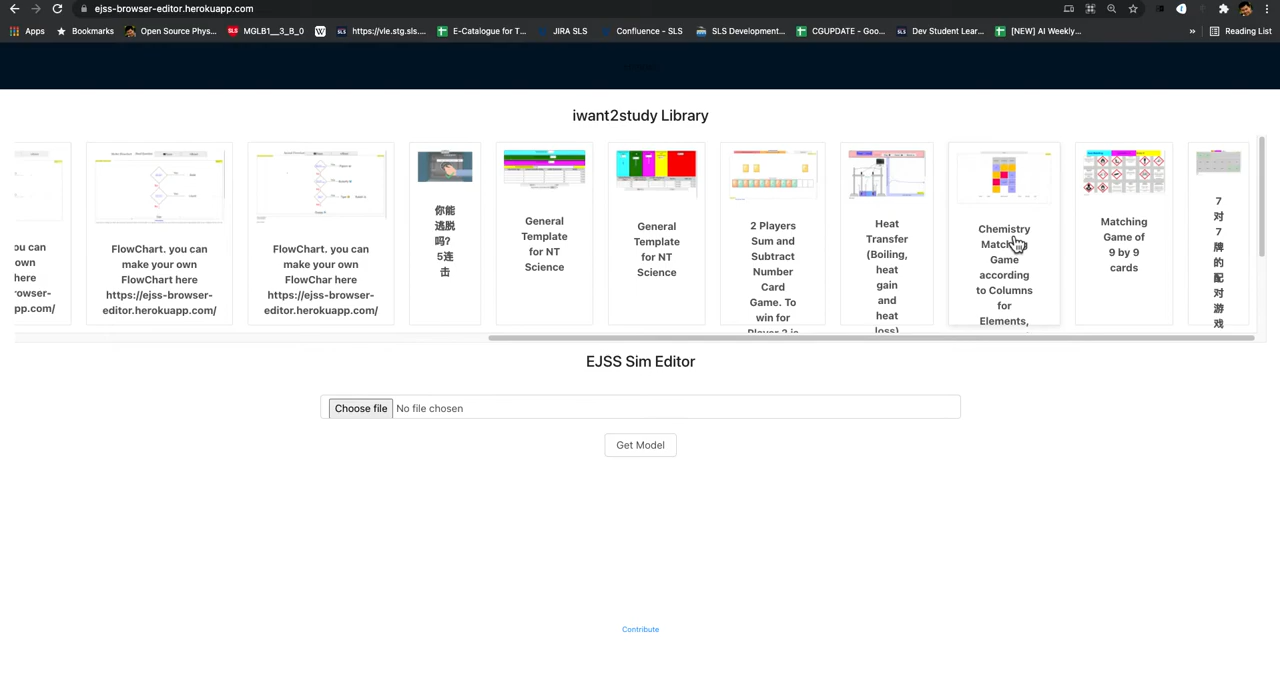 ejss-browser-editor.herokuapp.com
Apps
Bookmarks
Open Source Phys...
MGLB1__3_B_0
https://vle.stg.sls....
E-Catalogue for T...
JIRA SLS
Confluence - SLS
SLS Development...
CGUPDATE - Goo...
Dev Student Lear...
[NEW] AI Weekly...
»
Reading List
iwant2study Library
ou can
own
here
rowser-
pp.com/
FlowChart. you can
make your own
FlowChart here
https://ejss-browser-
editor.herokuapp.com/
FlowChart. you can
make your own
FlowChar here
https://ejss-browser-
editor.herokuapp.com/
你能
逃脱
吗?
5连
击
General
Template
for NT
Science
General
Template
for NT
Science
2 Players
Sum and
Subtract
Number
Card
Game. To
win for
Player 2 is
Heat
Transfer
(Boiling,
heat
gain
and
heat
loss)
Chemistry
Matching
Game
according
to Columns
for
Elements,
Matching
Game of
9 by 9
cards
7
对
7
牌
的
配
对
游
戏
EJSS Sim Editor
Choose file No file chosen
Get Model
Contribute